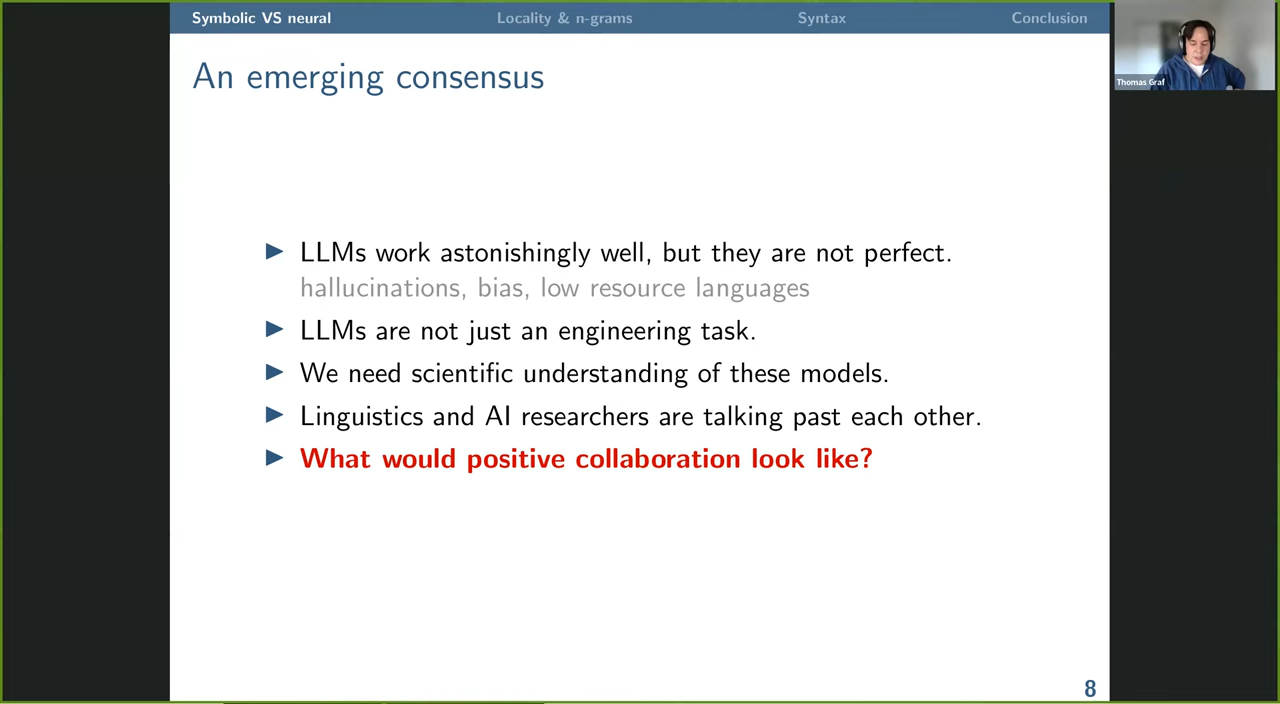 Symbolic VS neural
Locality & n-grams
Syntax
Conclusion
Thomas Graf
An emerging consensus
LLMs work astonishingly well, but they are not perfect.
hallucinations, bias, low resource languages
LLMs are not just an engineering task.
We need scientific understanding of these models.
Linguistics and AI researchers are talking past each other.
What would positive collaboration look like?
8